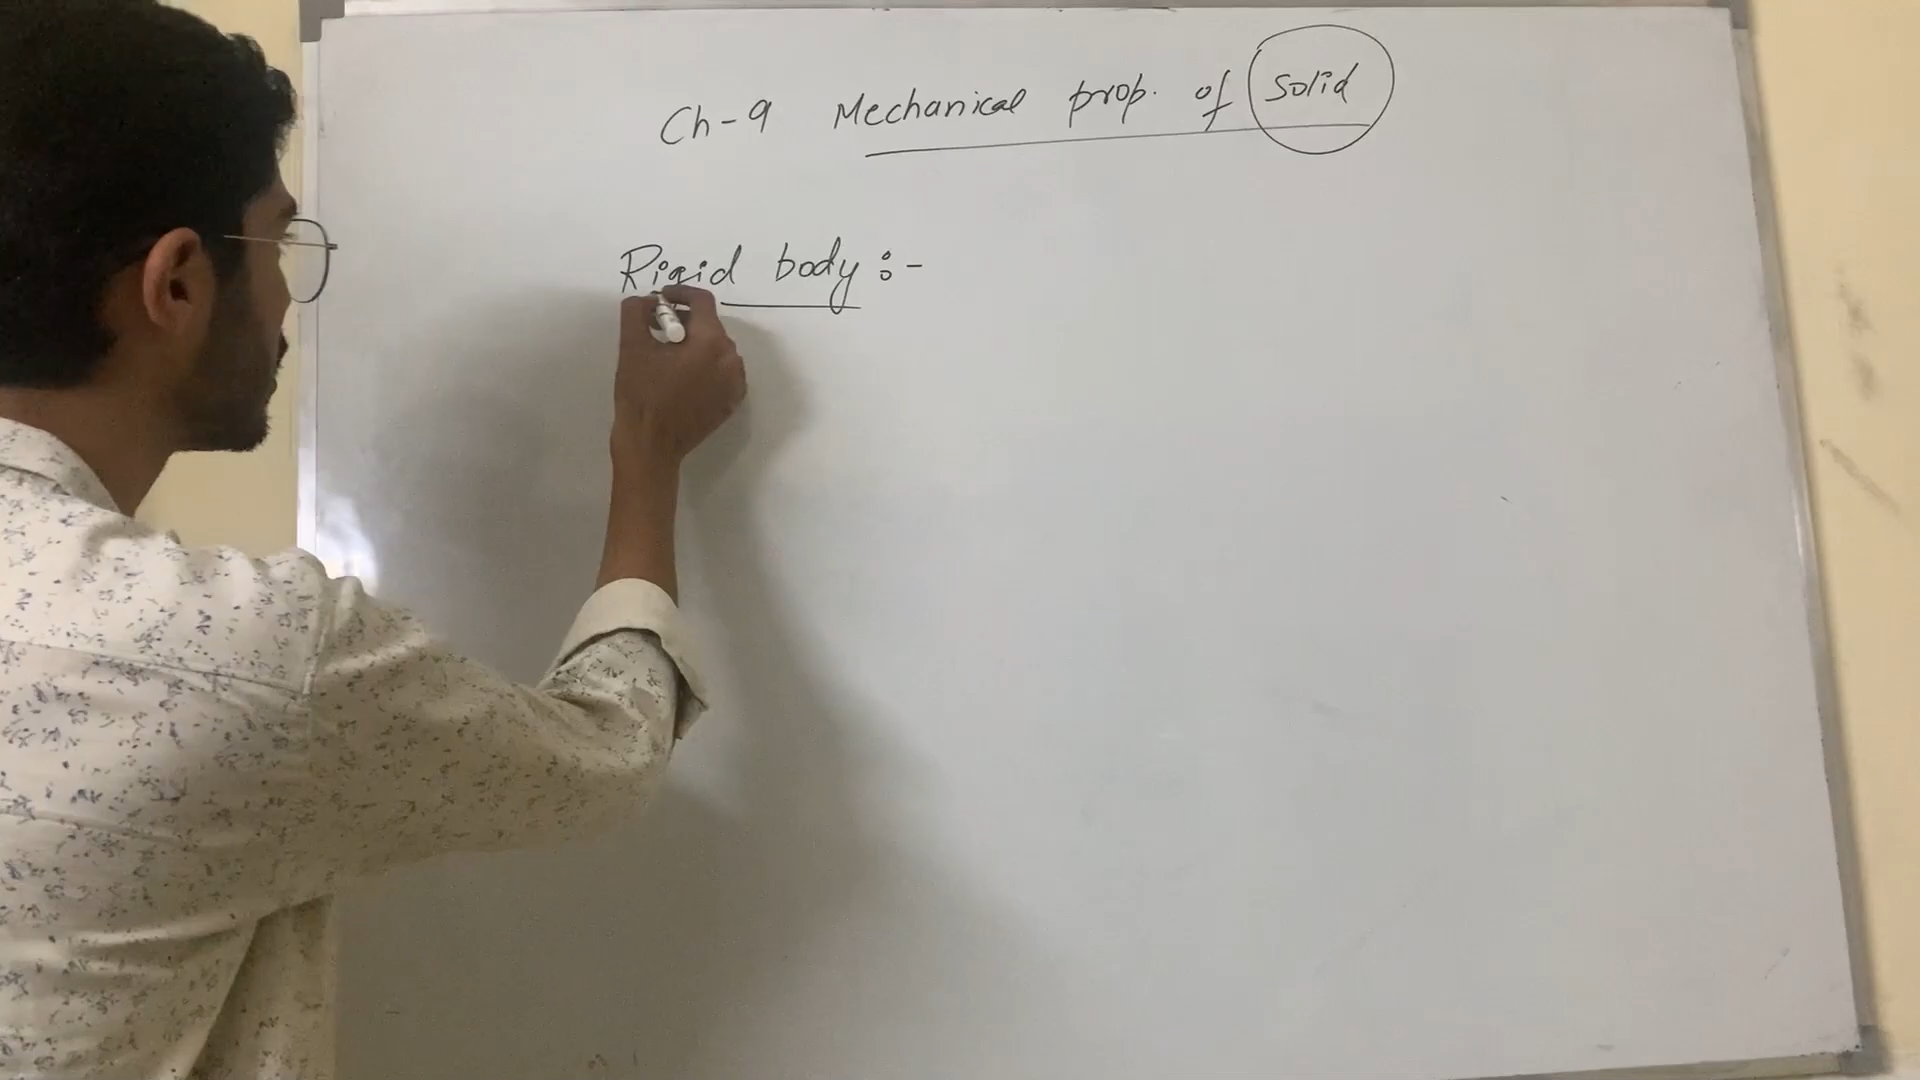 Ch-9 Mechanical prop. of Solid
Rigid body :-